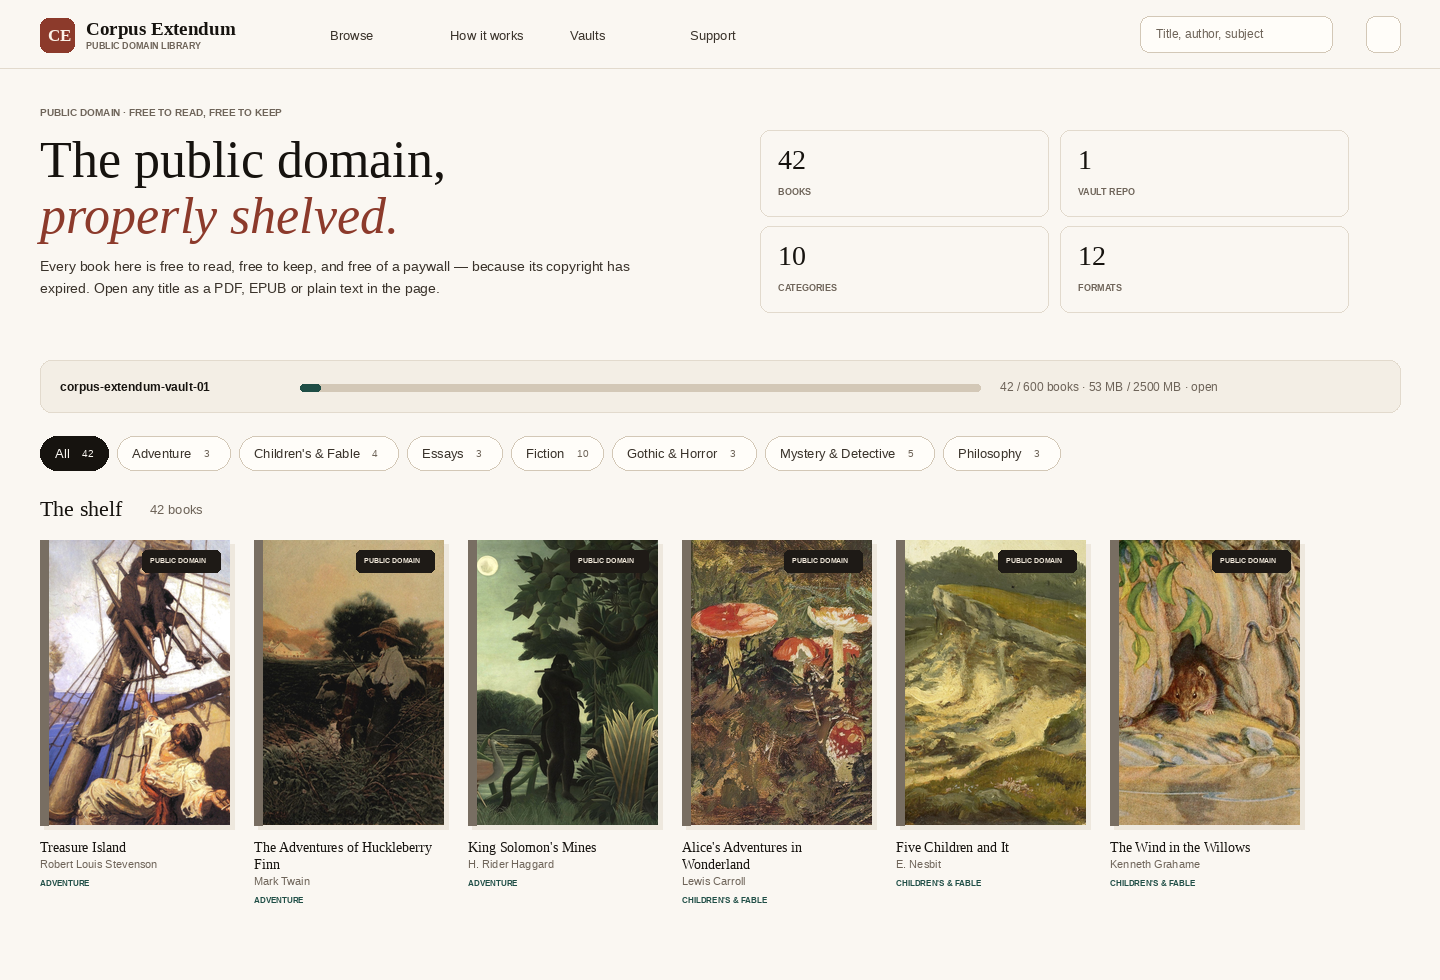 CE
Corpus Extendum
PUBLIC DOMAIN LIBRARY
Browse
How it works
Vaults
Support
Title, author, subject
PUBLIC DOMAIN · FREE TO READ, FREE TO KEEP
The public domain,
properly shelved.
Every book here is free to read, free to keep, and free of a paywall — because its copyright has
expired. Open any title as a PDF, EPUB or plain text in the page.
42
BOOKS
1
VAULT REPO
10
CATEGORIES
12
FORMATS
corpus-extendum-vault-01
42 / 600 books · 53 MB / 2500 MB · open
All 42
Adventure 3
Children's & Fable 4
Essays 3
Fiction 10
Gothic & Horror 3
Mystery & Detective 5
Philosophy 3
The shelf
42 books
PUBLIC DOMAIN
PUBLIC DOMAIN
PUBLIC DOMAIN
PUBLIC DOMAIN
PUBLIC DOMAIN
PUBLIC DOMAIN
Treasure Island
Robert Louis Stevenson
ADVENTURE
The Adventures of Huckleberry
Finn
Mark Twain
ADVENTURE
King Solomon's Mines
H. Rider Haggard
ADVENTURE
Alice's Adventures in
Wonderland
Lewis Carroll
CHILDREN'S & FABLE
Five Children and It
E. Nesbit
CHILDREN'S & FABLE
The Wind in the Willows
Kenneth Grahame
CHILDREN'S & FABLE